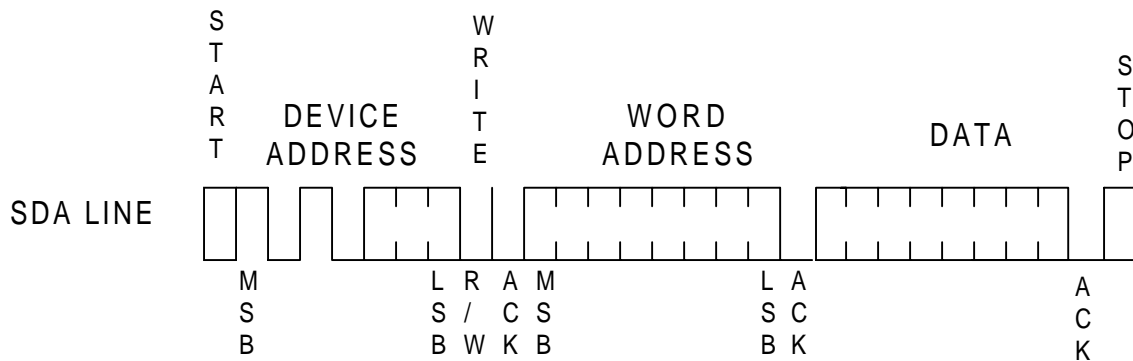 START
WRITE
STOP
DEVICE
ADDRESS
WORD
ADDRESS
DATA
SDA LINE
MSB
LSB
R/W
ACK
MSB
LSB
ACK
ACK